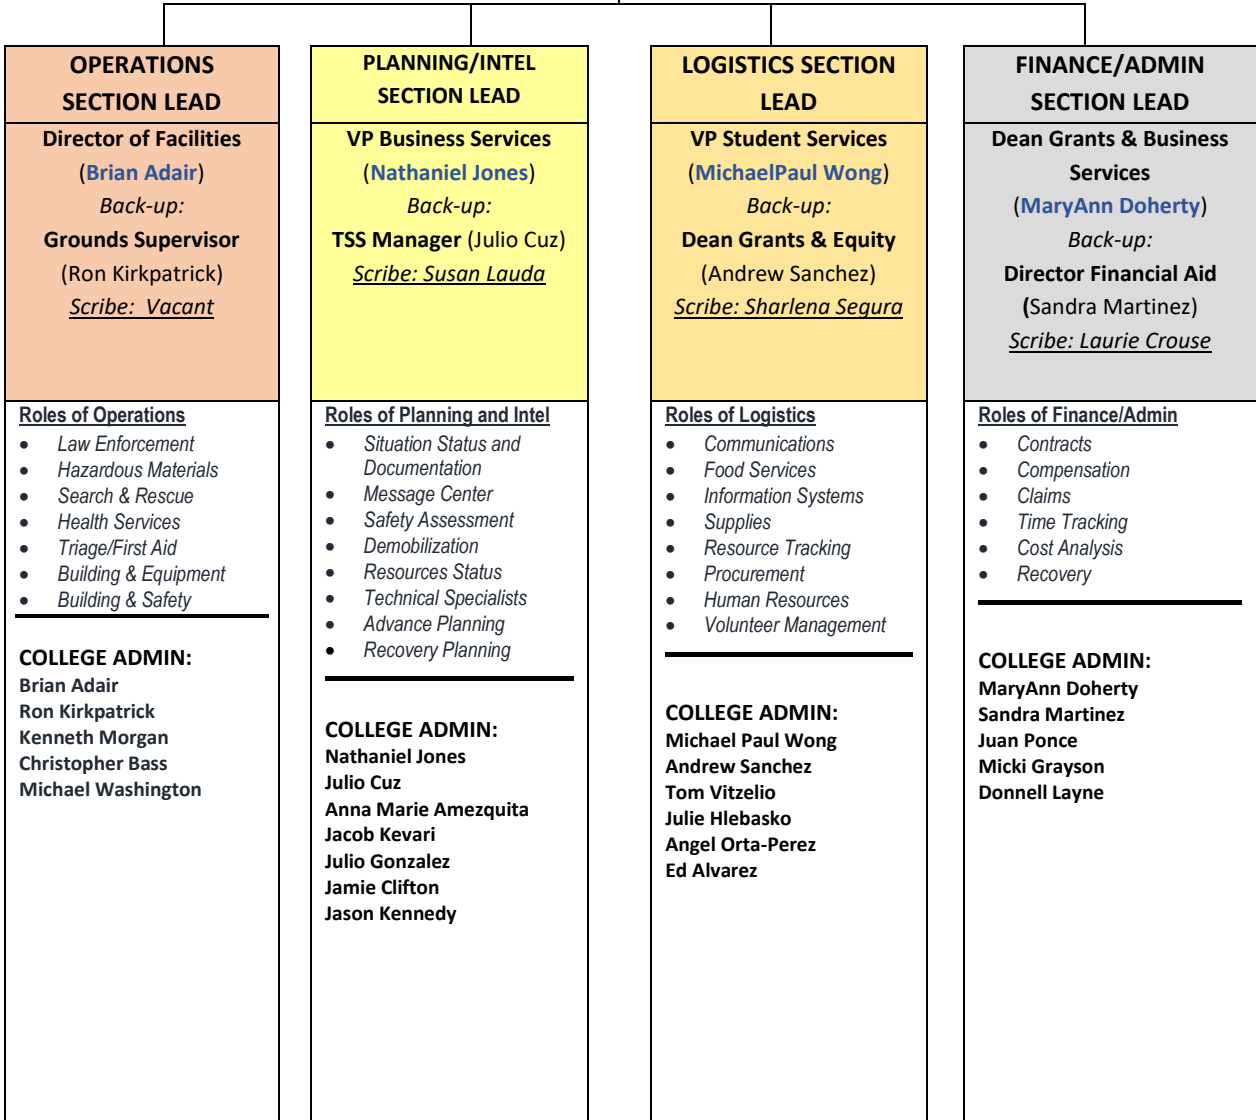 OPERATIONS
SECTION LEAD
Director of Facilities
(Brian Adair)
Back-up:
Grounds Supervisor
(Ron Kirkpatrick)
Scribe: Vacant
Roles of Operations
• Law Enforcement
• Hazardous Materials
• Search & Rescue
• Health Services
• Triage/First Aid
• Building & Equipment
• Building & Safety
COLLEGE ADMIN:
Brian Adair
Ron Kirkpatrick
Kenneth Morgan
Christopher Bass
Michael Washington
PLANNING/INTEL
SECTION LEAD
VP Business Services
(Nathaniel Jones)
Back-up:
TSS Manager (Julio Cuz)
Scribe: Susan Lauda
Roles of Planning and Intel
• Situation Status and
Documentation
• Message Center
• Safety Assessment
• Demobilization
• Resources Status
• Technical Specialists
• Advance Planning
• Recovery Planning
COLLEGE ADMIN:
Nathaniel Jones
Julio Cuz
Anna Marie Amezquita
Jacob Kevari
Julio Gonzalez
Jamie Clifton
Jason Kennedy
LOGISTICS SECTION
LEAD
VP Student Services
(MichaelPaul Wong)
Back-up:
Dean Grants & Equity
(Andrew Sanchez)
Scribe: Sharlena Segura
Roles of Logistics
• Communications
• Food Services
• Information Systems
• Supplies
• Resource Tracking
• Procurement
• Human Resources
• Volunteer Management
COLLEGE ADMIN:
Michael Paul Wong
Andrew Sanchez
Tom Vitzelio
Julie Hlebasko
Angel Orta-Perez
Ed Alvarez
FINANCE/ADMIN
SECTION LEAD
Dean Grants & Business
Services
(MaryAnn Doherty)
Back-up:
Director Financial Aid
(Sandra Martinez)
Scribe: Laurie Crouse
Roles of Finance/Admin
• Contracts
• Compensation
• Claims
• Time Tracking
• Cost Analysis
• Recovery
COLLEGE ADMIN:
MaryAnn Doherty
Sandra Martinez
Juan Ponce
Micki Grayson
Donnell Layne